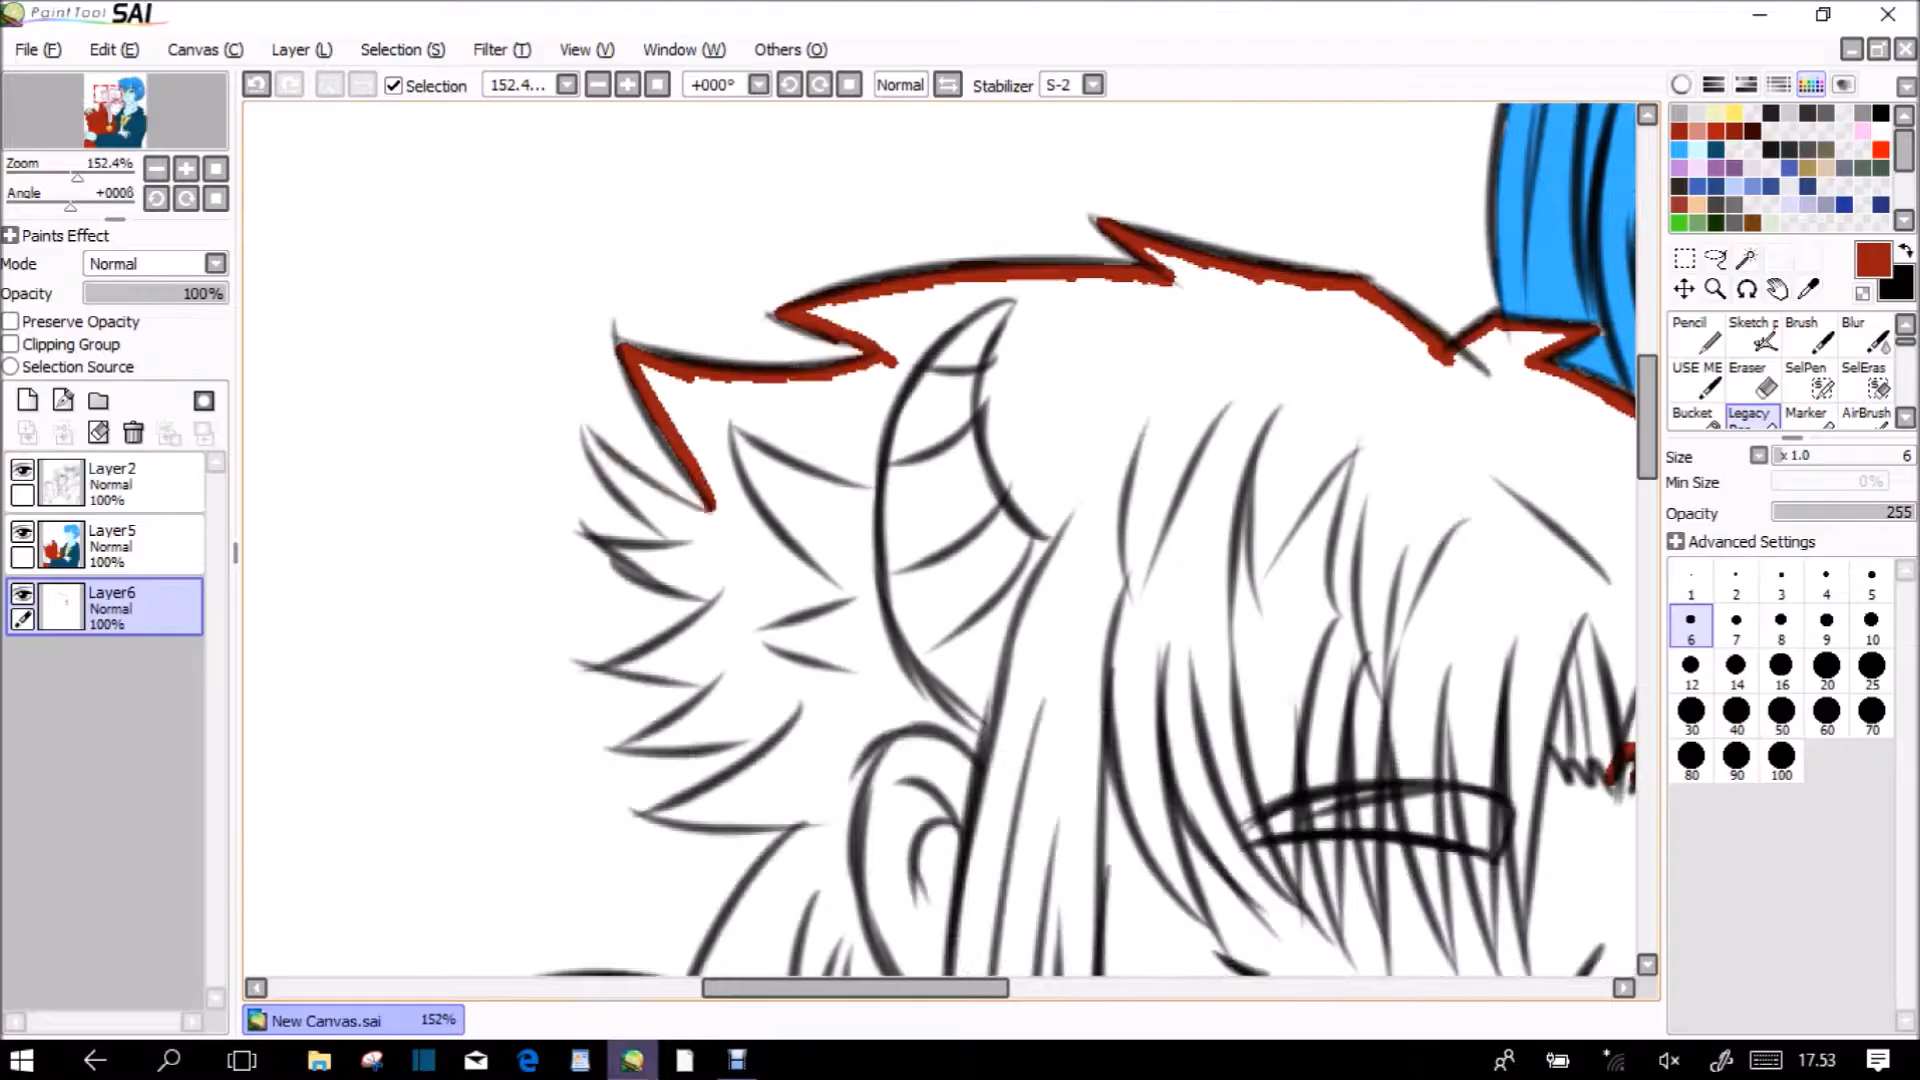 PaintTool SAI
File (F) Edit (E) Canvas (C) Layer (L) Selection (S) Filter (T) View (V) Window (W) Others (O)
Selection 152.4... +000° Normal Stabilizer S-2
Zoom 152.4%
Angle +000ß
Paints Effect
Mode Normal
Opacity 100%
Preserve Opacity
Clipping Group
Selection Source
Layer2
Normal
100%
Layer5
Normal
100%
Layer6
Normal
100%
Pencil Sketch p Brush Blur
USE ME Eraser SelPen SelEras
Bucket Legacy Marker AirBrush
Size x 1.0 6
Min Size 0%
Opacity 255
Advanced Settings
1 2 3 4 5
6 7 8 9 10
12 14 16 20 25
30 40 50 60 70
80 90 100
New Canvas.sai 152%
17.53